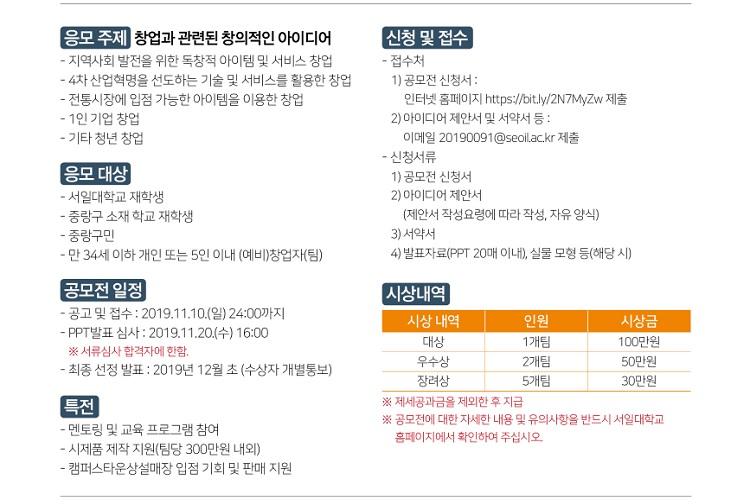 응모 주제 창업과 관련된 창의적인 아이디어
- 지역사회 발전을 위한 독창적 아이템 및 서비스 창업
- 4차 산업혁명을 선도하는 기술 및 서비스를 활용한 창업
- 전통시장에 입점 가능한 아이템을 이용한 창업
- 1인 기업 창업
- 기타 청년 창업
응모 대상
- 서일대학교 재학생
- 중랑구 소재 학교 재학생
- 중랑구민
- 만 34세 이하 개인 또는 5인 이내 (예비)창업자(팀)
공모전 일정
- 공고 및 접수 : 2019.11.10.(일) 24:00까지
- PPT발표 심사 : 2019.11.20.(수) 16:00
※ 서류심사 합격자에 한함.
- 최종 선정 발표 : 2019년 12월 초 (수상자 개별통보)
특전
- 멘토링 및 교육 프로그램 참여
- 시제품 제작 지원(팀당 300만원 내외)
- 캠퍼스타운상설매장 입점 기회 및 판매 지원
신청 및 접수
- 접수처
1) 공모전 신청서 :
인터넷 홈페이지 https://bit.ly/2N7MyZw 제출
2) 아이디어 제안서 및 서약서 등 :
이메일 20190091@seoil.ac.kr 제출
- 신청서류
1) 공모전 신청서
2) 아이디어 제안서
(제안서 작성요령에 따라 작성, 자유 양식)
3) 서약서
4) 발표자료(PPT 20매 이내), 실물 모형 등(해당 시)
시상내역
시상 내역 인원 시상금
대상 1개팀 100만원
우수상 2개팀 50만원
장려상 5개팀 30만원
※ 제세공과금을 제외한 후 지급
※ 공모전에 대한 자세한 내용 및 유의사항을 반드시 서일대학교
홈페이지에서 확인하여 주십시오.